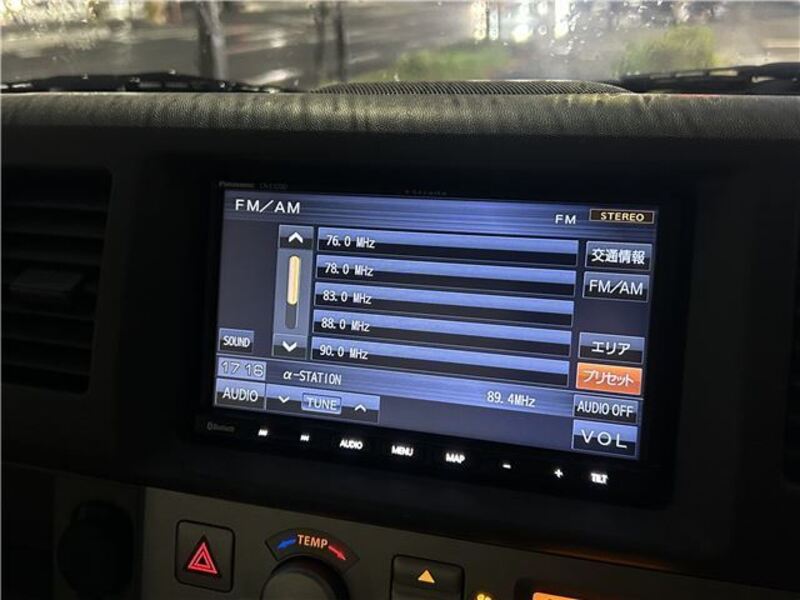 Panasonic
FM/AM
FM STEREO
76.0 MHz
78.0 MHz
83.0 MHz
88.0 MHz
90.0 MHz
交通情報
FM/AM
エリア
プリセット
SOUND
17 16
α-STATION
89.4MHz
AUDIO
TUNE
AUDIO OFF
VOL
Bluetooth
AUDIO
MENU
MAP
-
+
TILT
TEMP